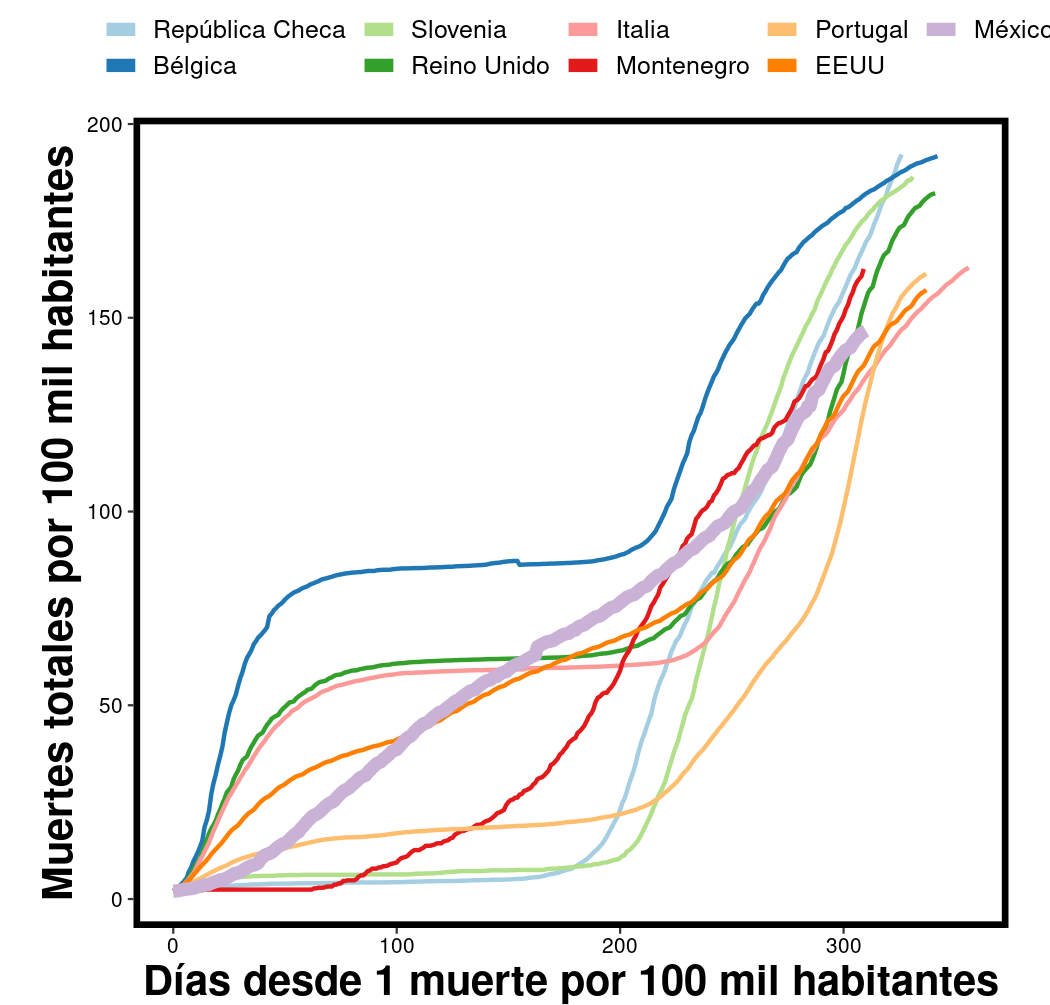 República Checa Slovenia Italia Portugal México
Bélgica Reino Unido Montenegro EEUU
200
150
100
50
0
Muertes totales por 100 mil habitantes
0 100 200 300
Días desde 1 muerte por 100 mil habitantes